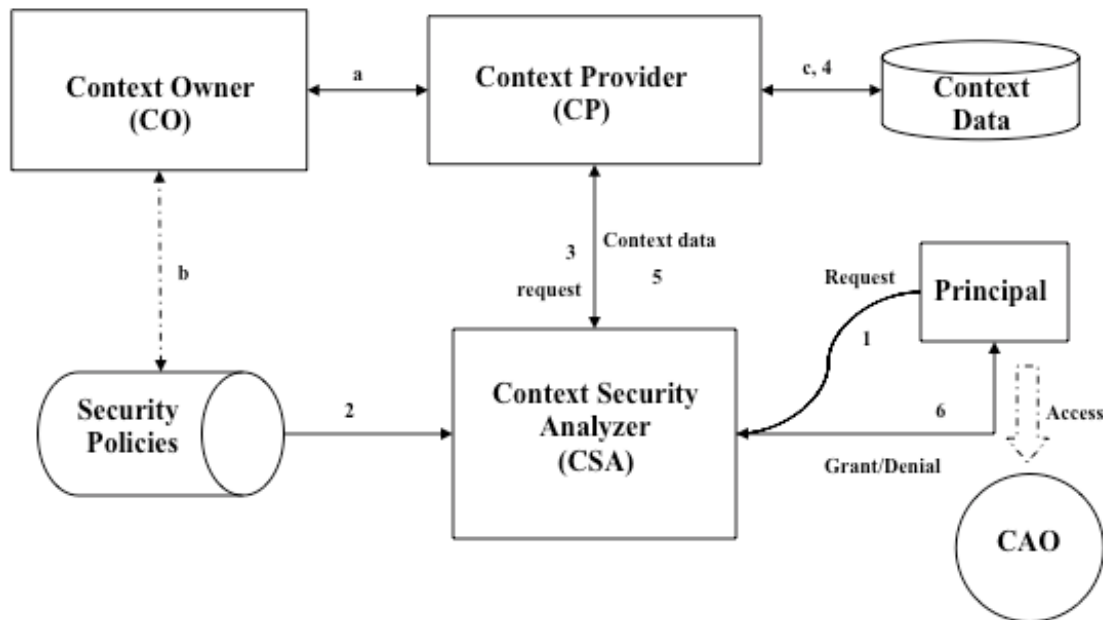 Context Owner
(CO)
a
Context Provider
(CP)
c, 4
Context
Data
b
3
Context data
request
5
Request
1
Principal
Security
Policies
2
Context Security
Analyzer
(CSA)
6
Grant/Denial
Access
CAO